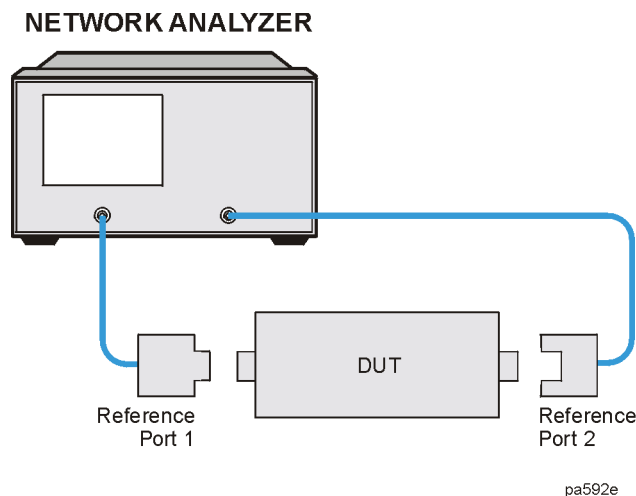 NETWORK ANALYZER
DUT
Reference
Port 1
Reference
Port 2
pa592e